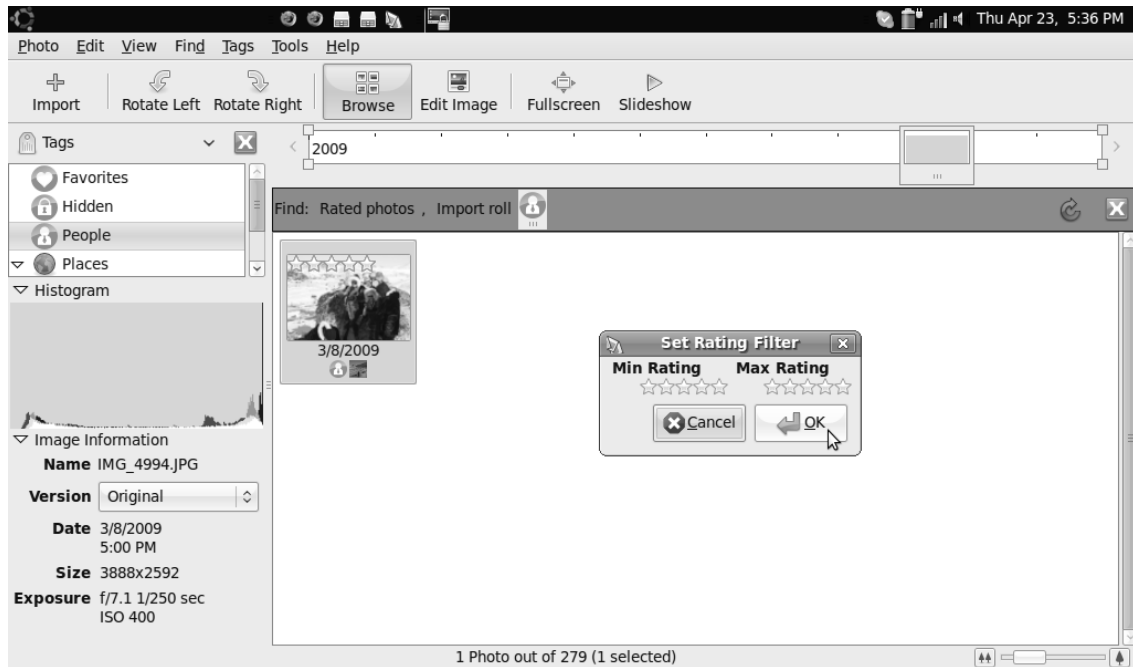 Thu Apr 23, 5:36 PM
Photo Edit View Find Tags Tools Help
Import Rotate Left Rotate Right Browse Edit Image Fullscreen Slideshow
Tags
2009
Favorites
Hidden
People
Places
Find: Rated photos , Import roll
Histogram
3/8/2009
Set Rating Filter
Min Rating Max Rating
Cancel OK
Image Information
Name IMG_4994.JPG
Version Original
Date 3/8/2009
5:00 PM
Size 3888x2592
Exposure f/7.1 1/250 sec
ISO 400
1 Photo out of 279 (1 selected)